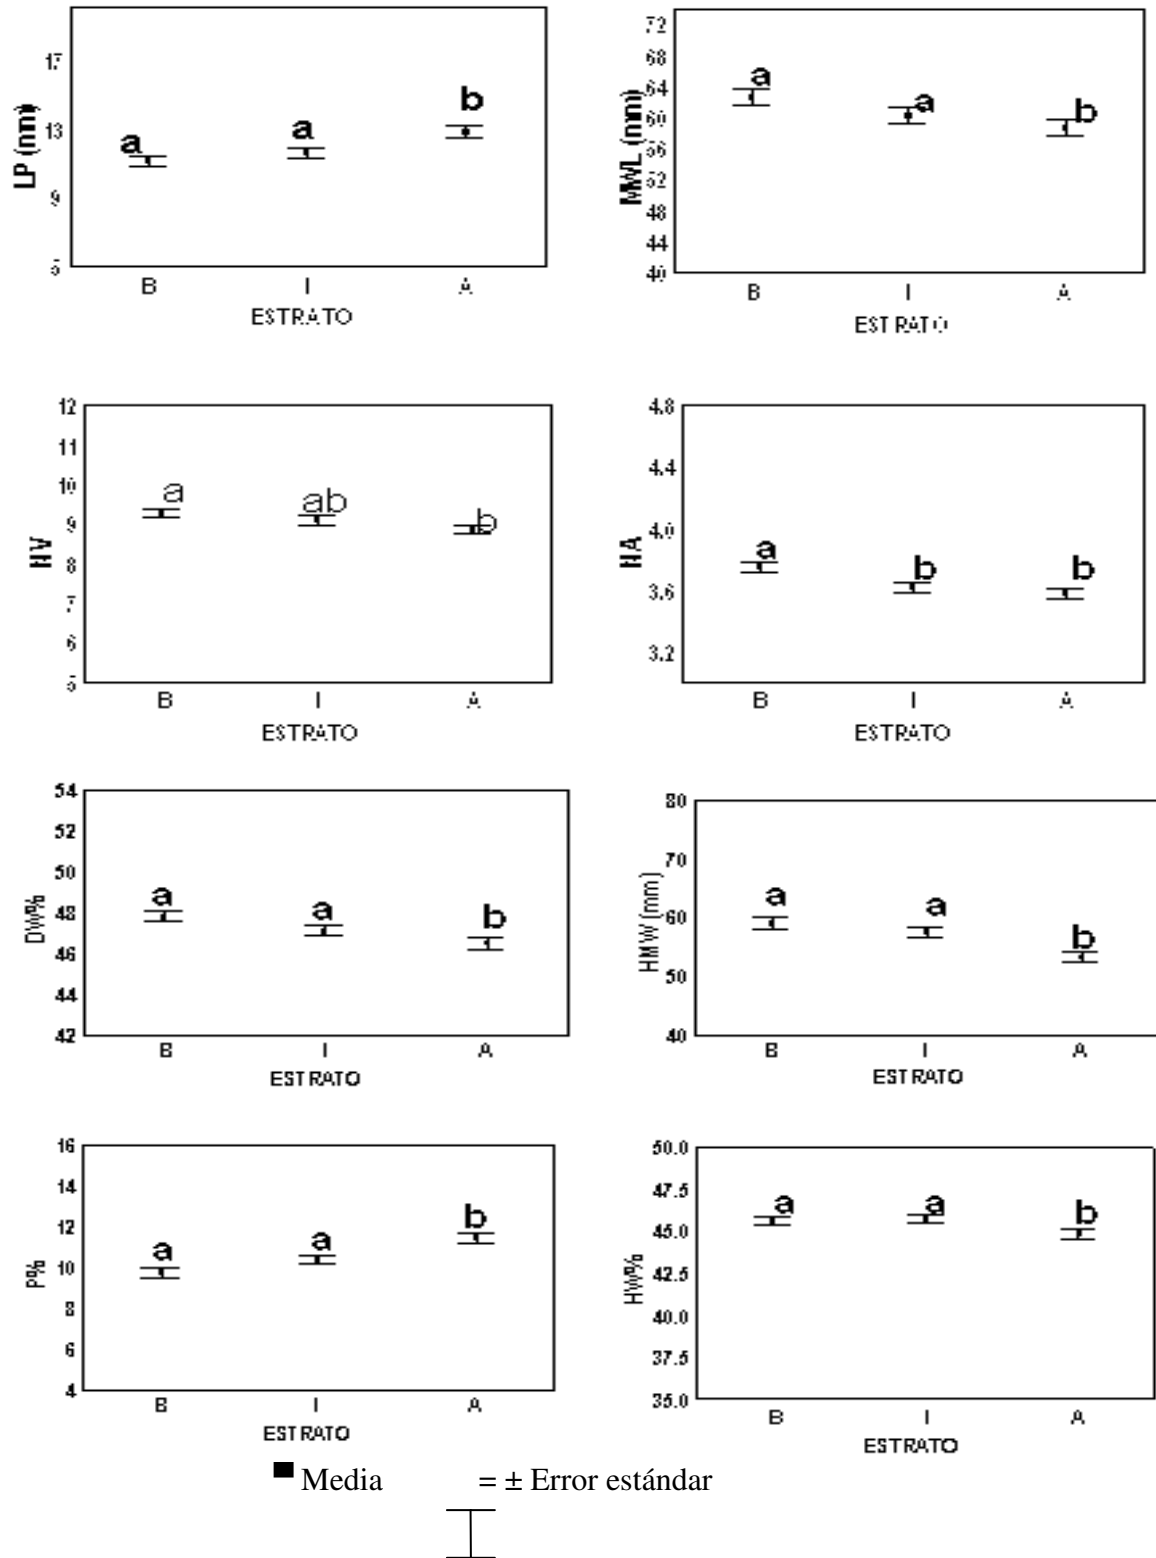 LP (mm)
17
13
9
5
a
a
b
B I A
ESTRATO
MWL (mm)
72
68
64
60
56
52
48
44
40
a
a
b
B I A
ESTRATO
NV
12
11
10
9
8
7
6
5
a
ab
b
B I A
ESTRATO
NA
4.8
4.4
4.0
3.6
3.2
a
b
b
B I A
ESTRATO
DW%
54
52
50
48
46
44
42
a
a
b
B I A
ESTRATO
HMW (mm)
80
70
60
50
40
a
a
b
B I A
ESTRATO
P%
16
14
12
10
8
6
4
a
a
b
B I A
ESTRATO
HW%
50.0
47.5
45.0
42.5
40.0
37.5
35.0
a
a
b
B I A
ESTRATO
Media = ± Error estándar